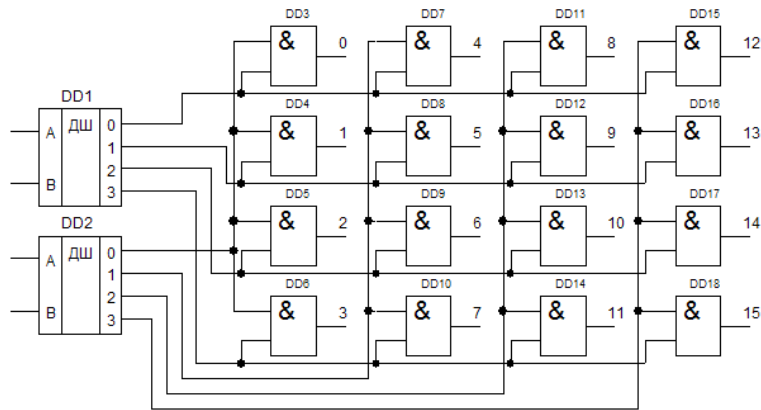 DD3 DD7 DD11 DD15
& 0 & 4 & 8 & 12
DD1
A ДШ 0
1
B 2
3
DD4 DD8 DD12 DD16
& 1 & 5 & 9 & 13
DD5 DD9 DD13 DD17
& 2 & 6 & 10 & 14
DD2
A ДШ 0
1
B 2
3
DD6 DD10 DD14 DD18
& 3 & 7 & 11 & 15